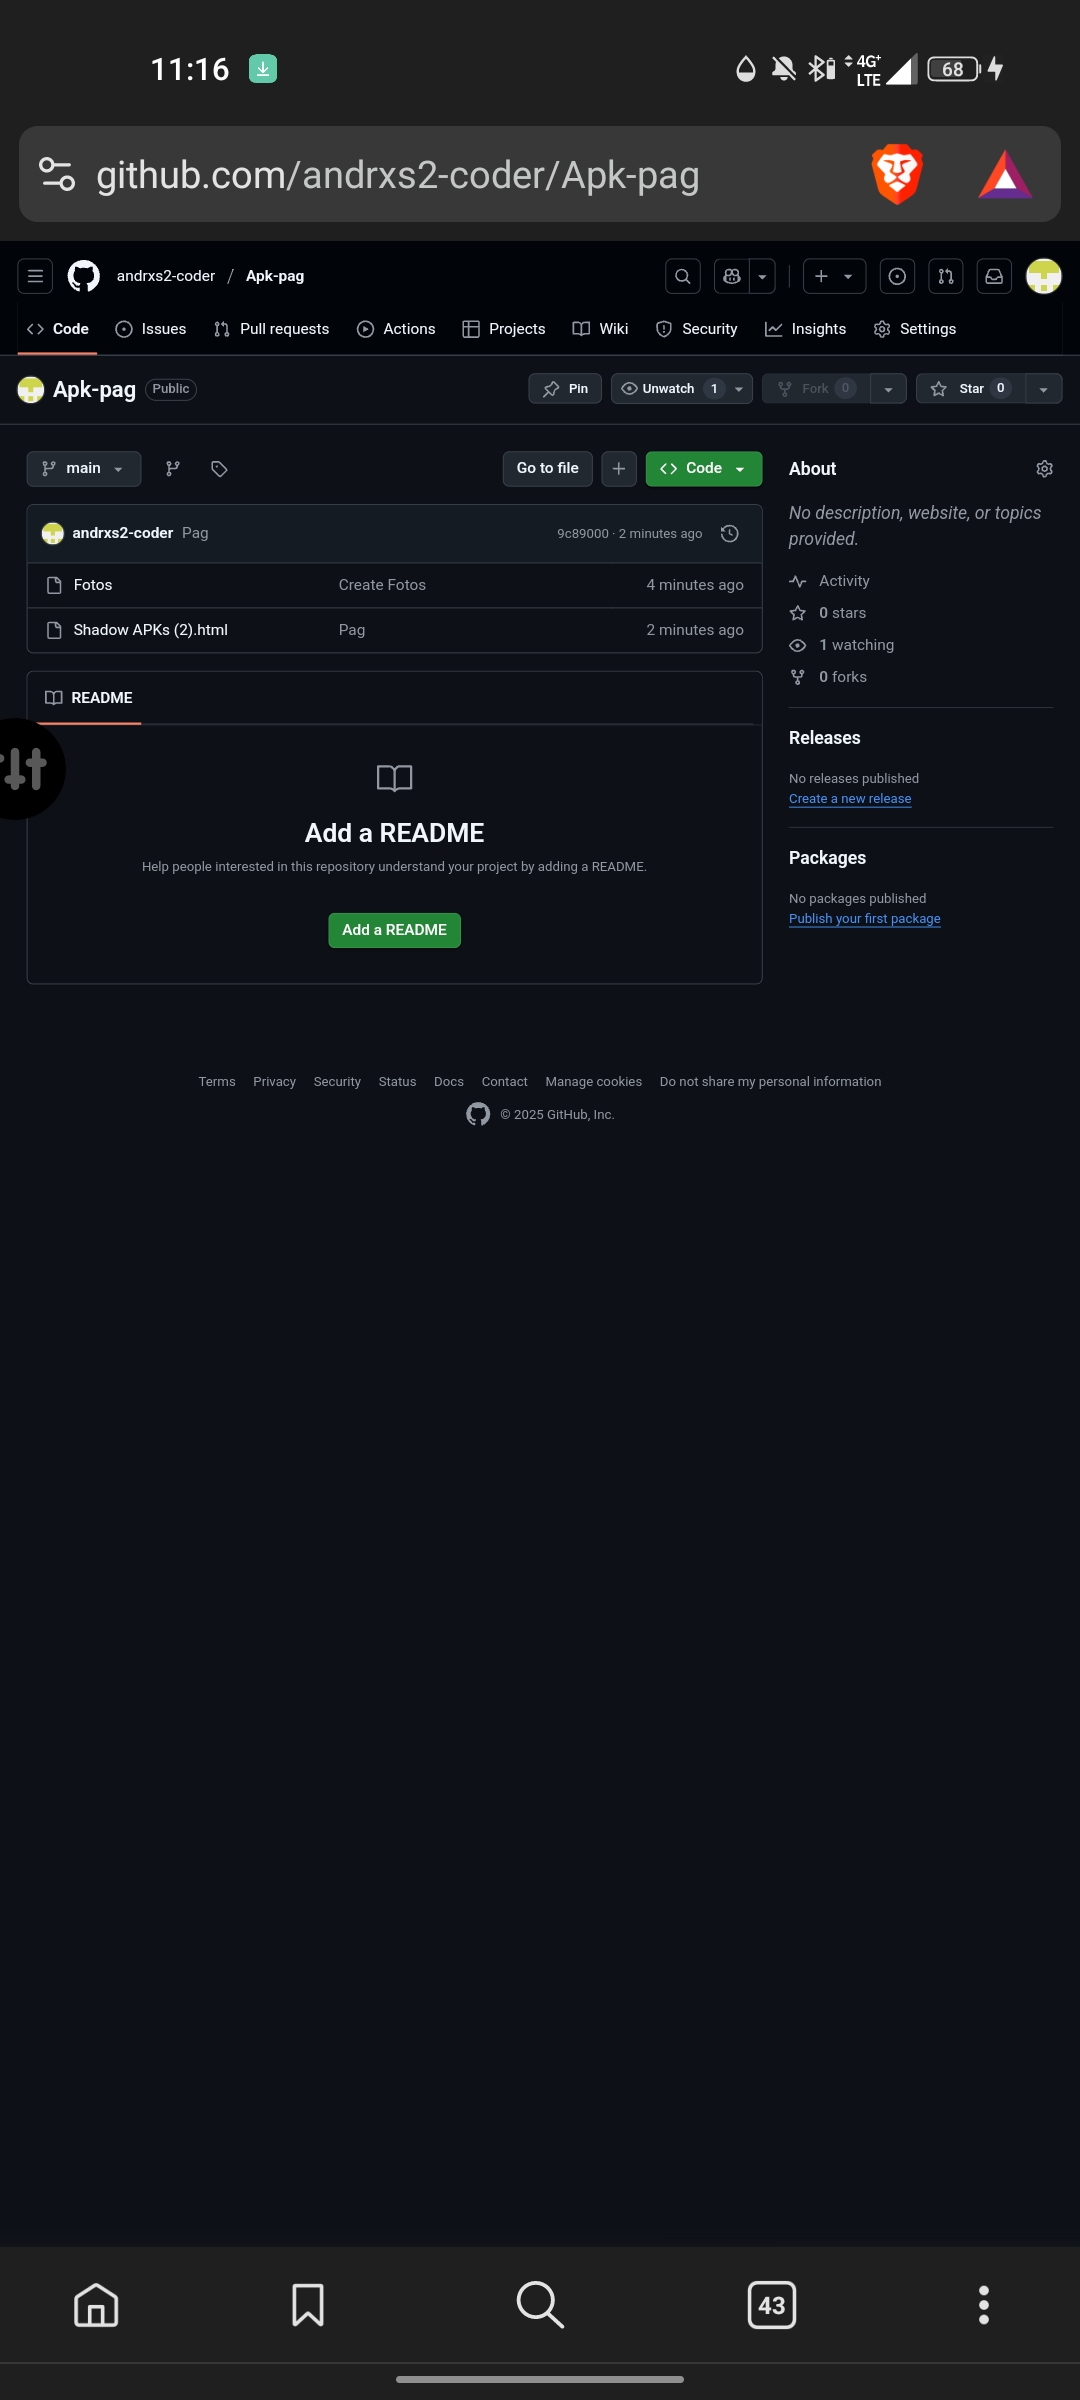 11:16
4G+
LTE
68
github.com/andrxs2-coder/Apk-pag
andrxs2-coder / Apk-pag
Code Issues Pull requests Actions Projects Wiki Security Insights Settings
Apk-pag Public
Pin Unwatch 1 Fork 0 Star 0
main
Go to file
Code
andrxs2-coder Pag 9c89000 · 2 minutes ago
Fotos Create Fotos 4 minutes ago
Shadow APKs (2).html Pag 2 minutes ago
README
Add a README
Help people interested in this repository understand your project by adding a README.
Add a README
About
No description, website, or topics
provided.
Activity
0 stars
1 watching
0 forks
Releases
No releases published
Create a new release
Packages
No packages published
Publish your first package
Terms Privacy Security Status Docs Contact Manage cookies Do not share my personal information
© 2025 GitHub, Inc.
43